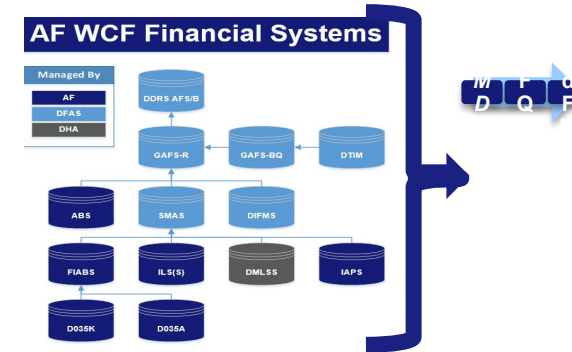 AF WCF Financial Systems
Managed By
AF
DFAS
DHA
DDRS AFS/B
GAFS-R
GAFS-BQ
DTIM
ABS
SMAS
DIFMS
FIABS
ILS(S)
DMLSS
IAPS
D035K
D035A
M F
D Q F